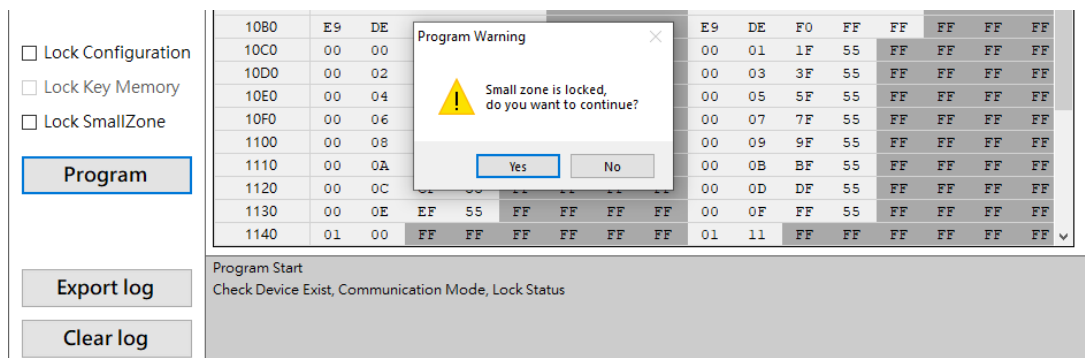 10B0 E9 DE E9 DE F0 FF FF FF FF FF
Lock Configuration
10C0 00 00 00 01 1F 55 FF FF FF FF
10D0 00 02 00 03 3F 55 FF FF FF FF
Lock Key Memory
10E0 00 04 00 05 5F 55 FF FF FF FF
Lock SmallZone
10F0 00 06 00 07 7F 55 FF FF FF FF
1100 00 08 00 09 9F 55 FF FF FF FF
Program
1110 00 0A 00 0B BF 55 FF FF FF FF
1120 00 0C 00 0D DF 55 FF FF FF FF
1130 00 0E EF 55 FF FF FF FF 00 0F FF 55 FF FF FF FF
1140 01 00 FF FF FF FF FF FF 01 11 FF FF FF FF FF FF
Program Warning
Small zone is locked,
do you want to continue?
Yes No
Program Start
Check Device Exist, Communication Mode, Lock Status
Export log
Clear log